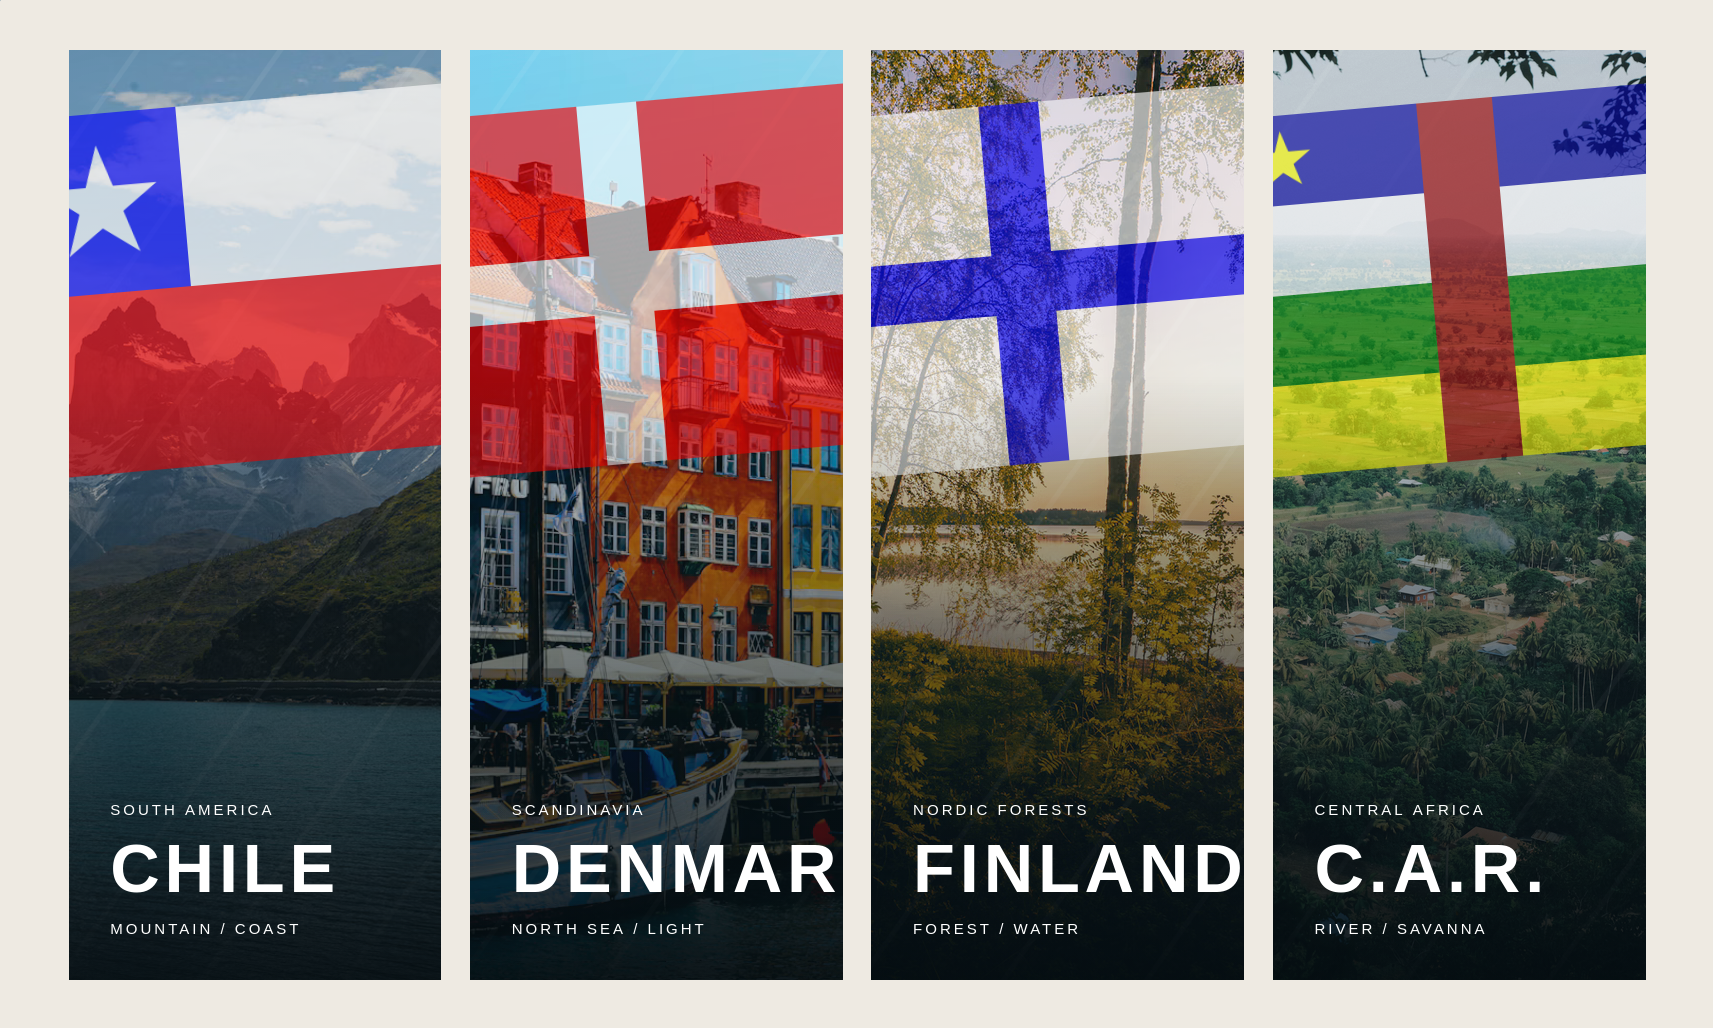 SOUTH AMERICA
CHILE
MOUNTAIN / COAST
FRUEN
SCANDINAVIA
DENMAR
NORTH SEA / LIGHT
NORDIC FORESTS
FINLAND
FOREST / WATER
CENTRAL AFRICA
C.A.R.
RIVER / SAVANNA